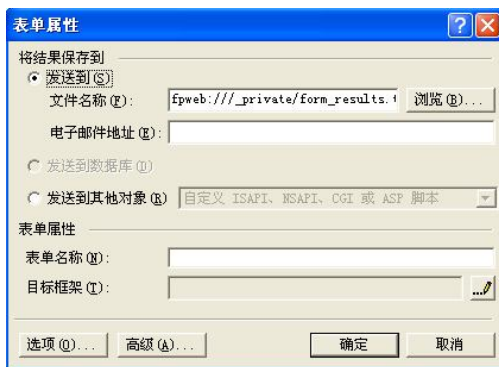 表单属性
将结果保存到
发送到(S)
文件名称(F): fpweb:///_private/form_results.t 浏览(B)...
电子邮件地址(E):
发送到数据库(D)
发送到其他对象(R) 自定义 ISAPI、NSAPI、CGI 或 ASP 脚本
表单属性
表单名称(N):
目标框架(T):
选项(O)... 高级(A)... 确定 取消